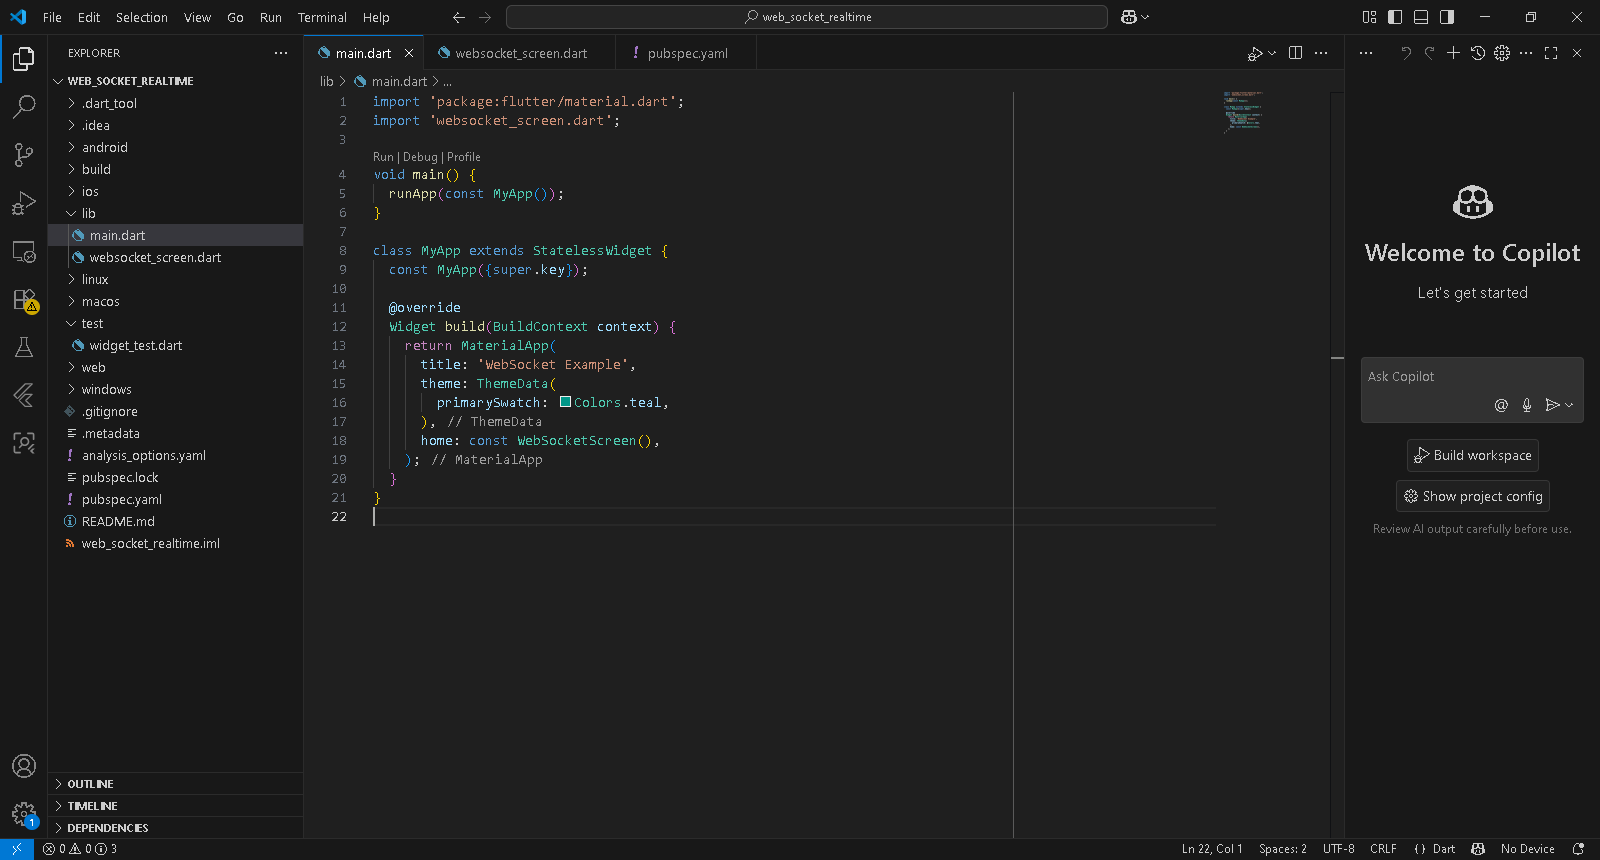 File Edit Selection View Go Run Terminal Help
web_socket_realtime
EXPLORER
WEB_SOCKET_REALTIME
.dart_tool
.idea
android
build
ios
lib
main.dart
websocket_screen.dart
linux
macos
test
widget_test.dart
web
windows
.gitignore
.metadata
analysis_options.yaml
pubspec.lock
pubspec.yaml
README.md
web_socket_realtime.iml
OUTLINE
TIMELINE
DEPENDENCIES
main.dart websocket_screen.dart ! pubspec.yaml
lib > main.dart > ...
1 import 'package:flutter/material.dart';
2 import 'websocket_screen.dart';
3
Run | Debug | Profile
4 void main() {
5 runApp(const MyApp());
6 }
7
8 class MyApp extends StatelessWidget {
9 const MyApp({super.key});
10
11 @override
12 Widget build(BuildContext context) {
13 return MaterialApp(
14 title: 'WebSocket Example',
15 theme: ThemeData(
16 primarySwatch: Colors.teal,
17 ), // ThemeData
18 home: const WebSocketScreen(),
19 ); // MaterialApp
20 }
21 }
22
Welcome to Copilot
Let's get started
Ask Copilot
Build workspace
Show project config
Review AI output carefully before use.
1
0 0 3
Ln 22, Col 1 Spaces: 2 UTF-8 CRLF {} Dart No Device